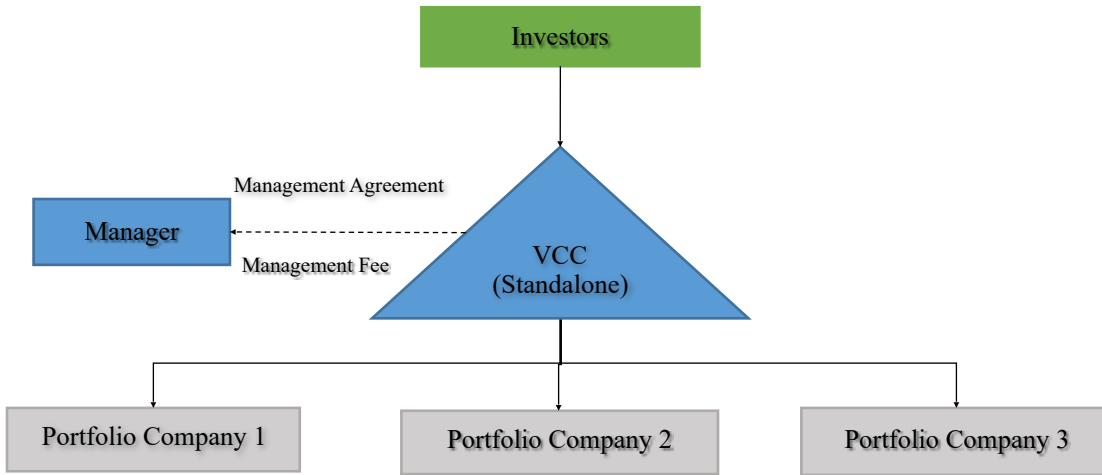 Investors
Management Agreement
Manager
Management Fee
VCC
(Standalone)
Portfolio Company 1
Portfolio Company 2
Portfolio Company 3